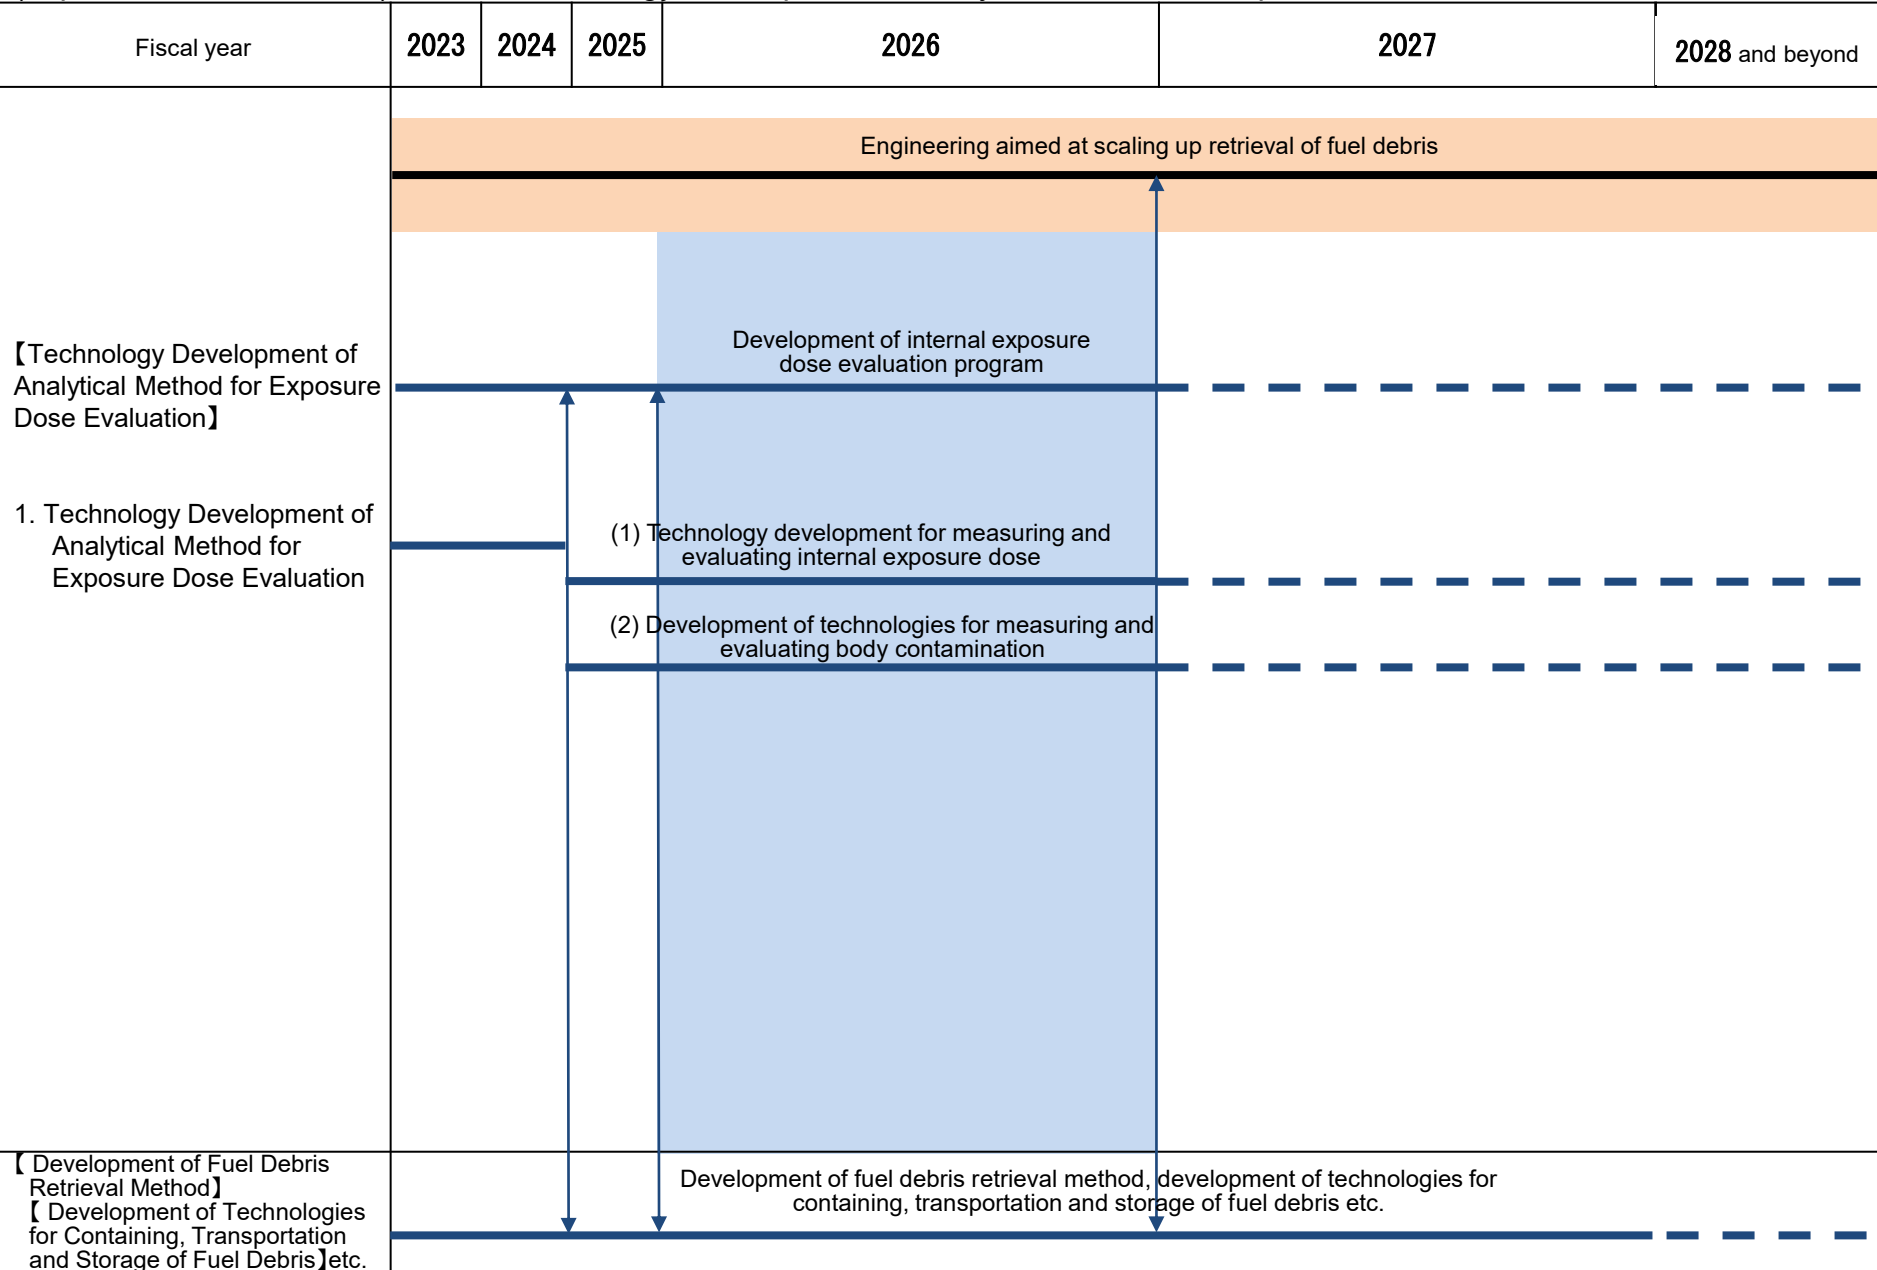 Fiscal year
2023
2024
2025
2026
2027
2028 and beyond
Engineering aimed at scaling up retrieval of fuel debris
【Technology Development of
Analytical Method for Exposure
Dose Evaluation】
Development of internal exposure
dose evaluation program
1. Technology Development of
Analytical Method for
Exposure Dose Evaluation
(1) Technology development for measuring and
evaluating internal exposure dose
(2) Development of technologies for measuring and
evaluating body contamination
【 Development of Fuel Debris
Retrieval Method】
【 Development of Technologies
for Containing, Transportation
and Storage of Fuel Debris】etc.
Development of fuel debris retrieval method, development of technologies for
containing, transportation and storage of fuel debris etc.